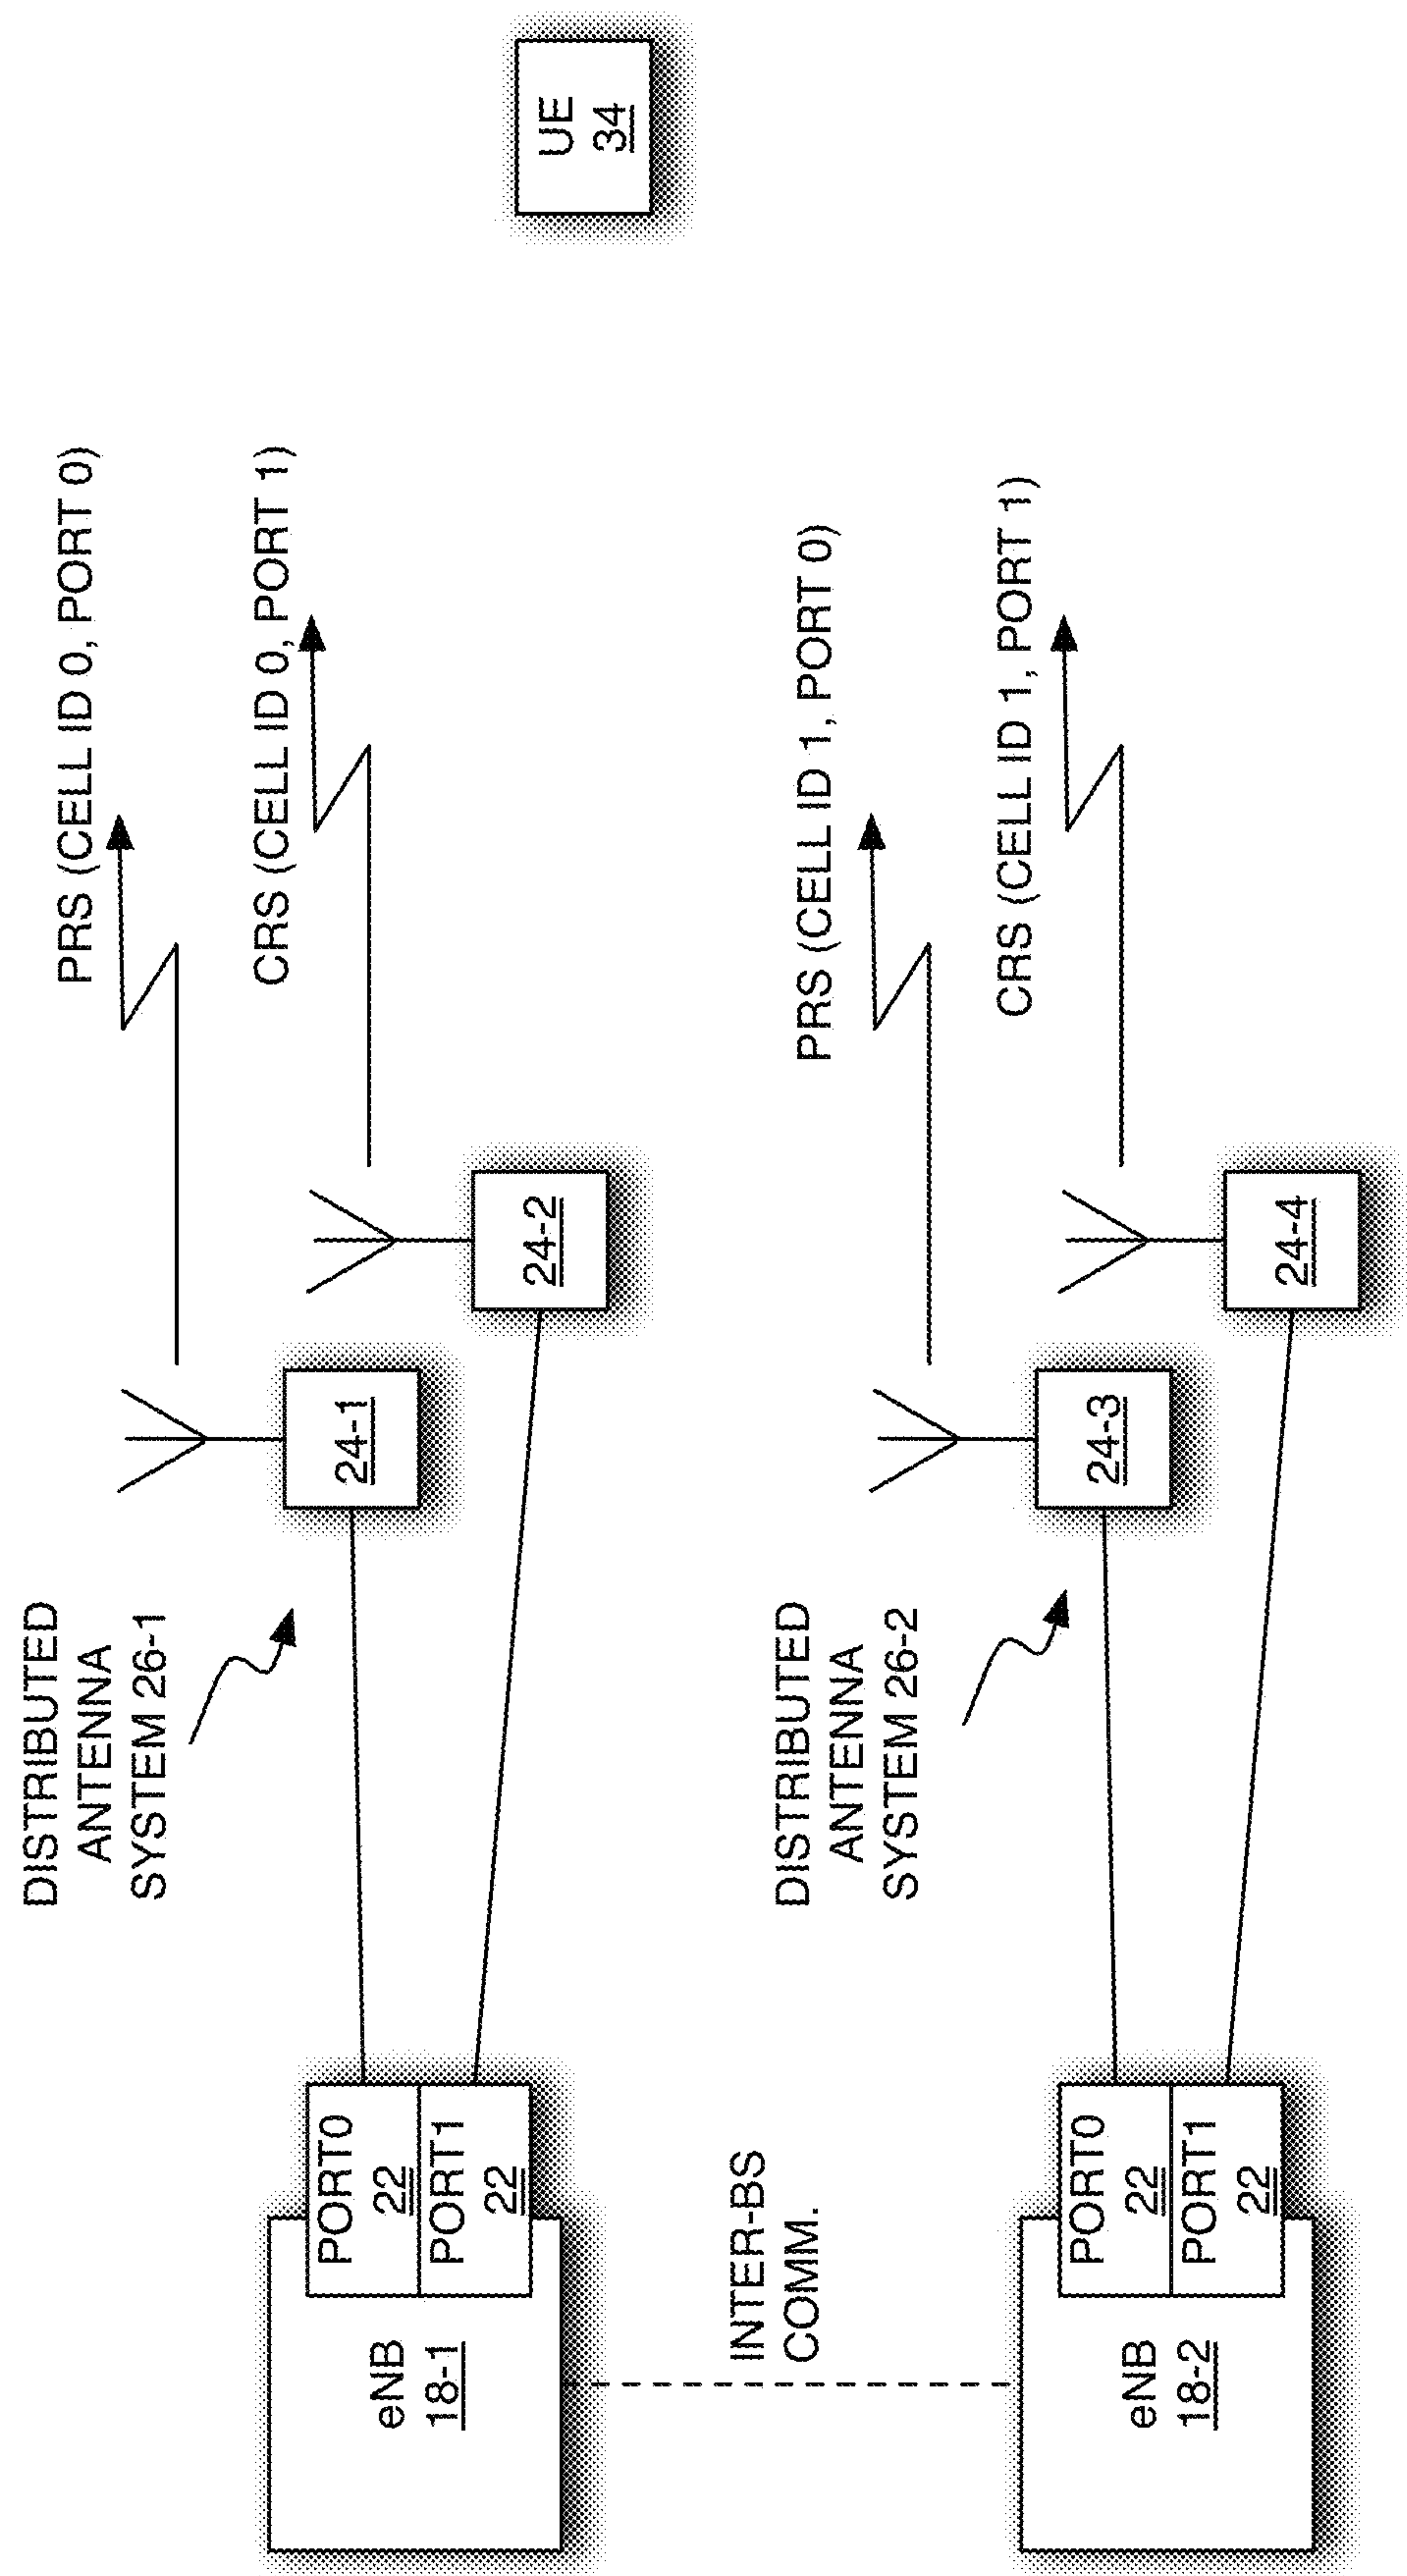 DISTRIBUTED
ANTENNA
SYSTEM 26-1
PRS (CELL ID 0, PORT 0)
CRS (CELL ID 0, PORT 1)
24-1
24-2
UE
34
eNB
18-1
PORT0
22
PORT1
22
INTER-BS
COMM.
DISTRIBUTED
ANTENNA
SYSTEM 26-2
PRS (CELL ID 1, PORT 0)
CRS (CELL ID 1, PORT 1)
24-3
24-4
eNB
18-2
PORT0
22
PORT1
22